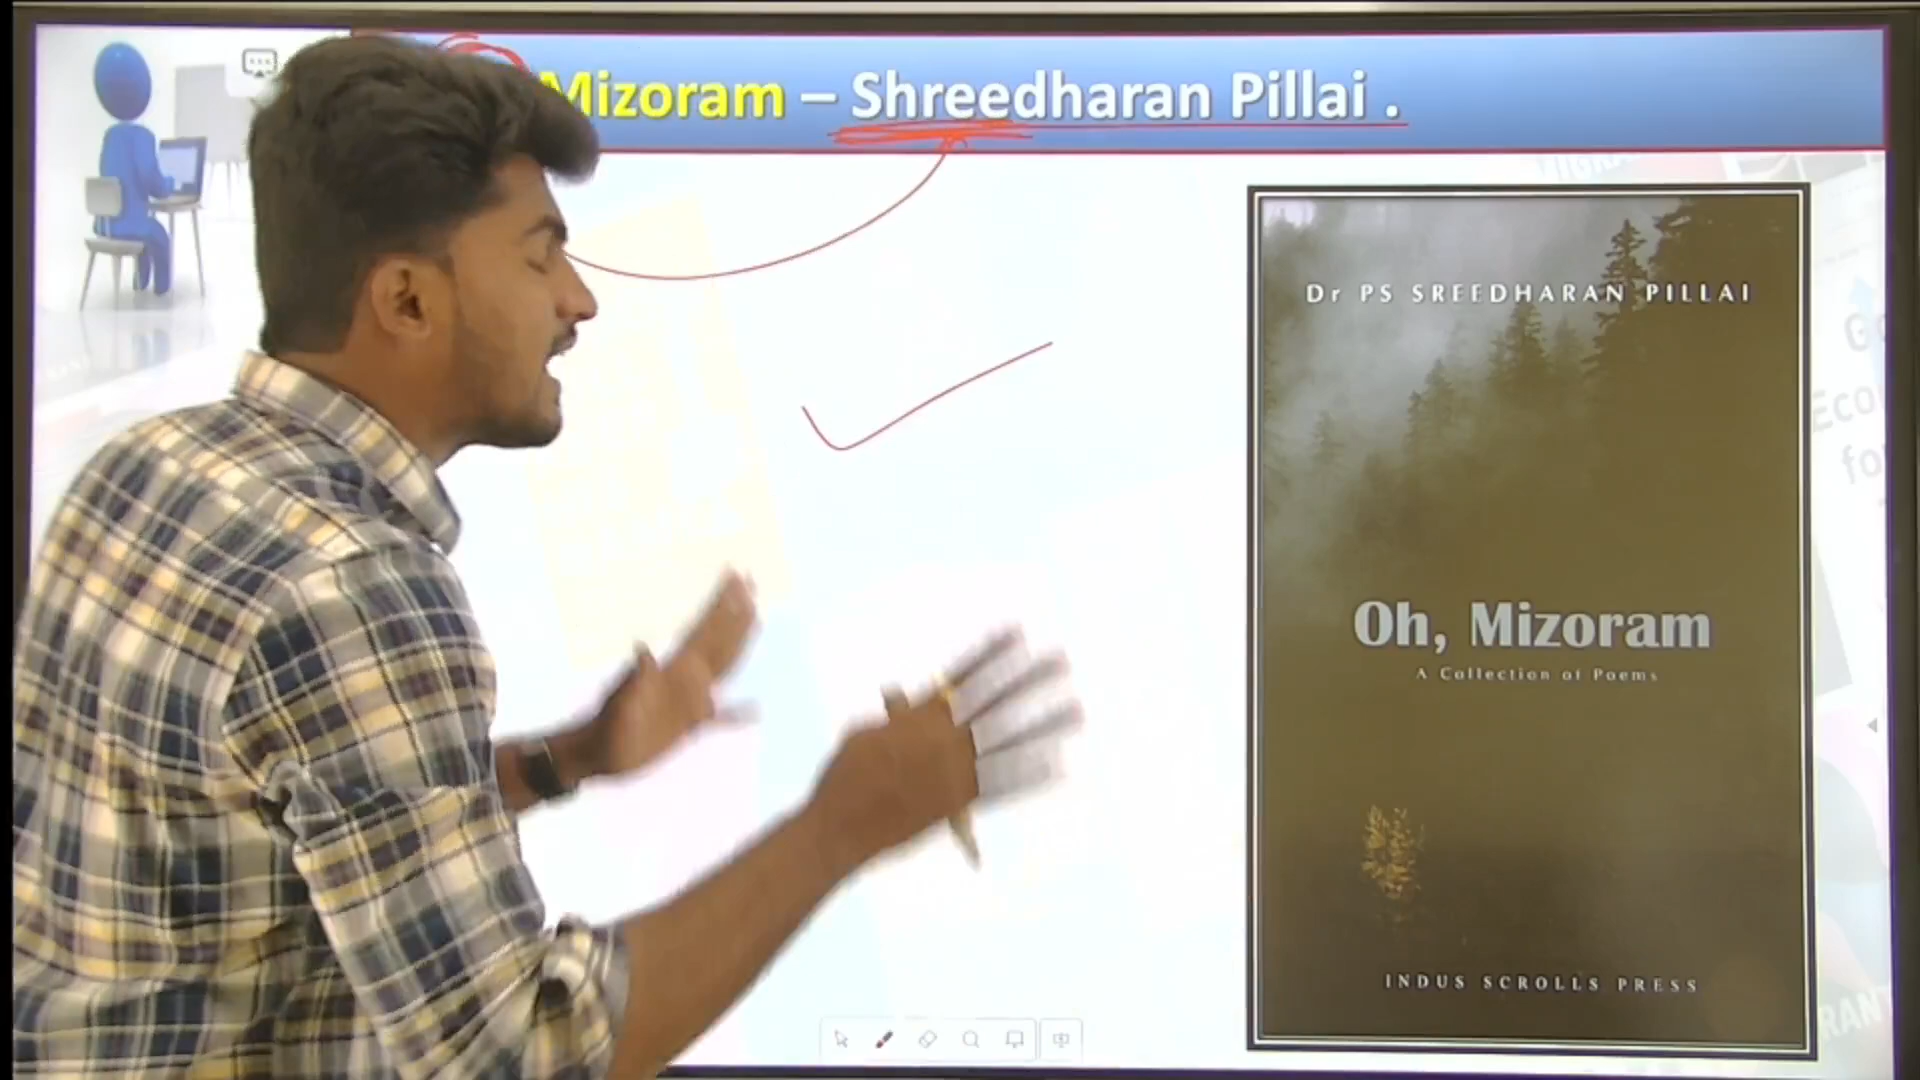 Mizoram – Shreedharan Pillai .
Dr PS SREEDHARAN PILLAI
Oh, Mizoram
A Collection of Poems
INDUS SCROLLS PRESS